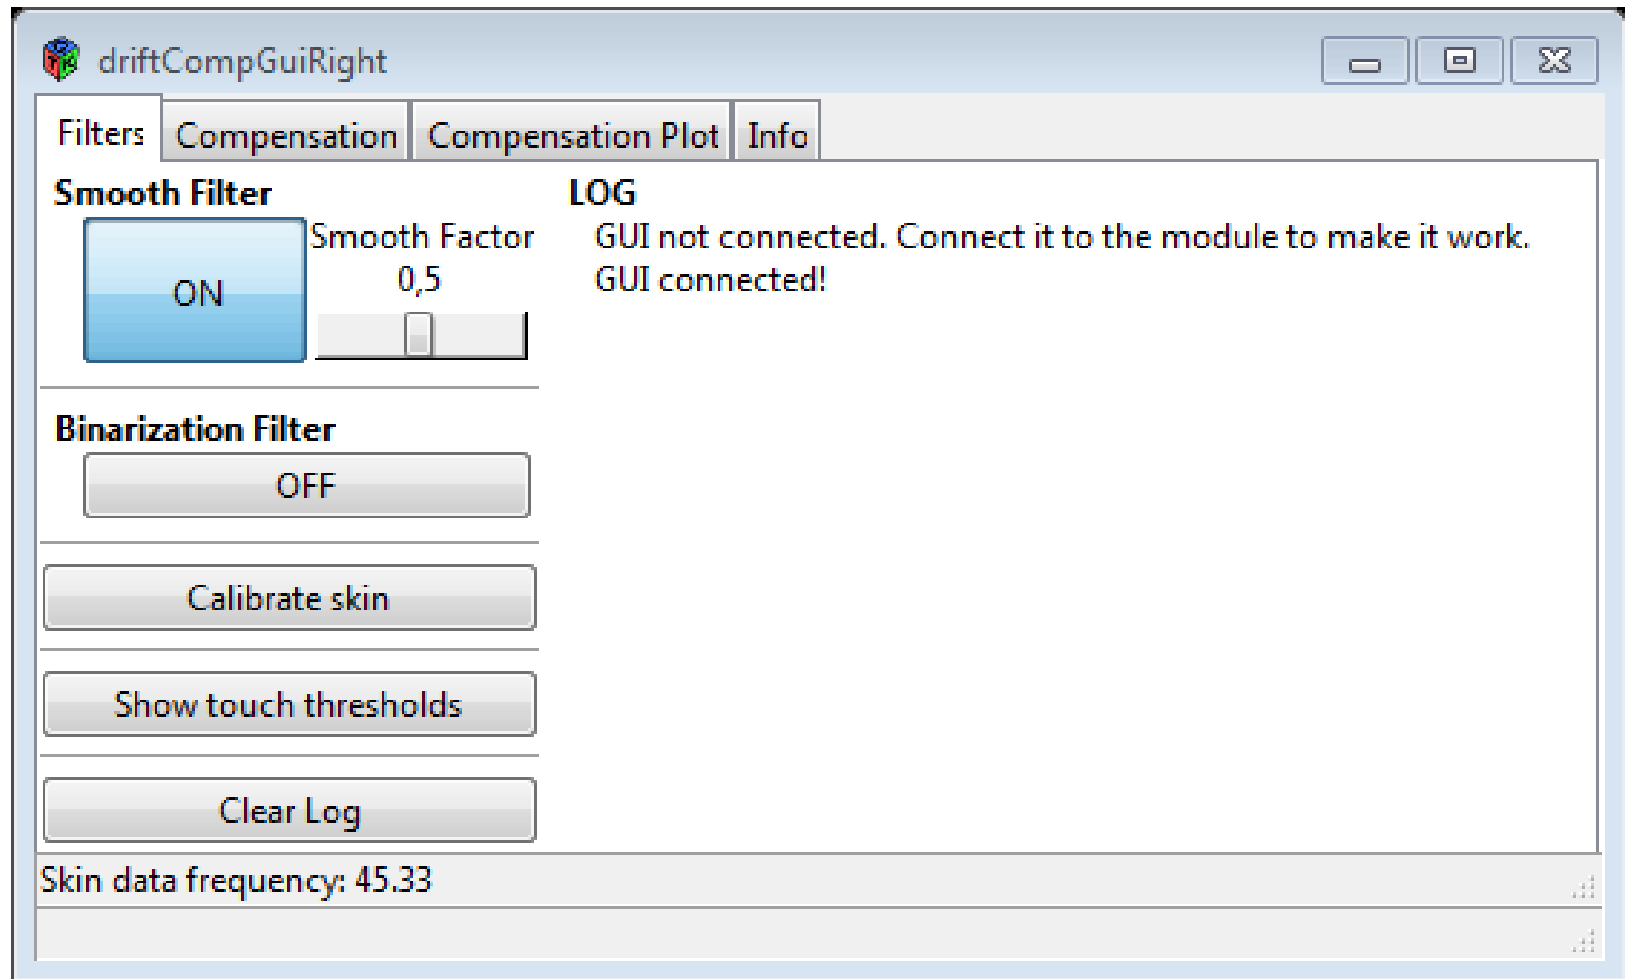 driftCompGuiRight
Filters Compensation Compensation Plot Info
Smooth Filter
ON
Smooth Factor
0,5
Binarization Filter
OFF
Calibrate skin
Show touch thresholds
Clear Log
LOG
GUI not connected. Connect it to the module to make it work.
GUI connected!
Skin data frequency: 45.33